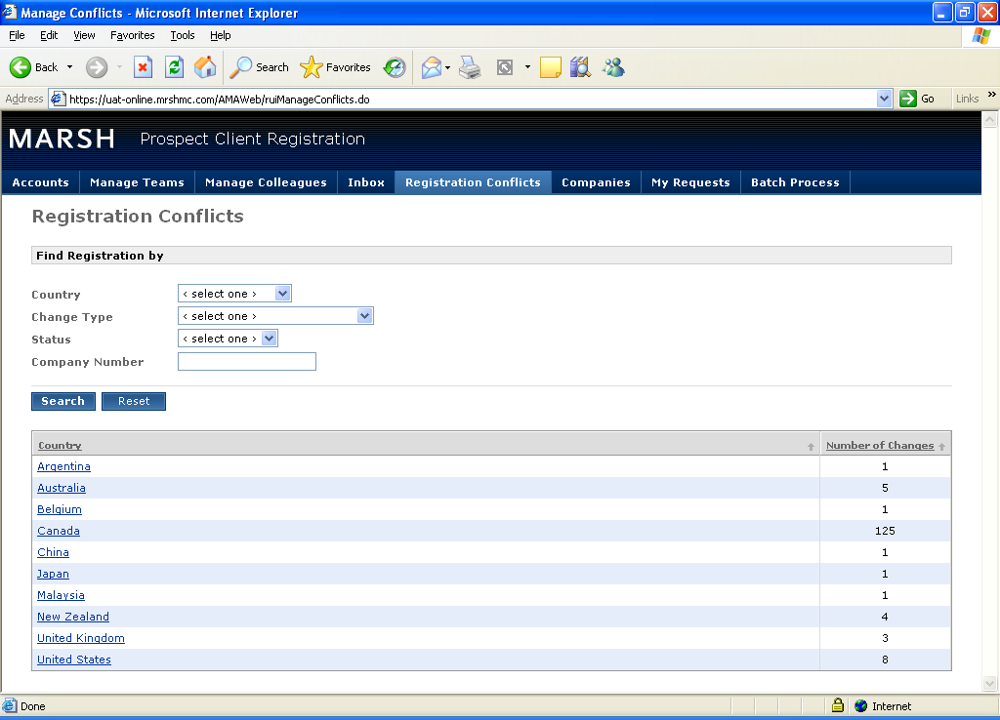 Manage Conflicts - Microsoft Internet Explorer
File Edit View Favorites Tools Help
Back Search Favorites
Address https://uat-online.mrshmc.com/AMAWeb/ruiManageConflicts.do Go Links »
MARSH Prospect Client Registration
Accounts Manage Teams Manage Colleagues Inbox Registration Conflicts Companies My Requests Batch Process
Registration Conflicts
Find Registration by
Country < select one >
Change Type < select one >
Status < select one >
Company Number
Search Reset
Country Number of Changes
Argentina 1
Australia 5
Belgium 1
Canada 125
China 1
Japan 1
Malaysia 1
New Zealand 4
United Kingdom 3
United States 8
Done Internet